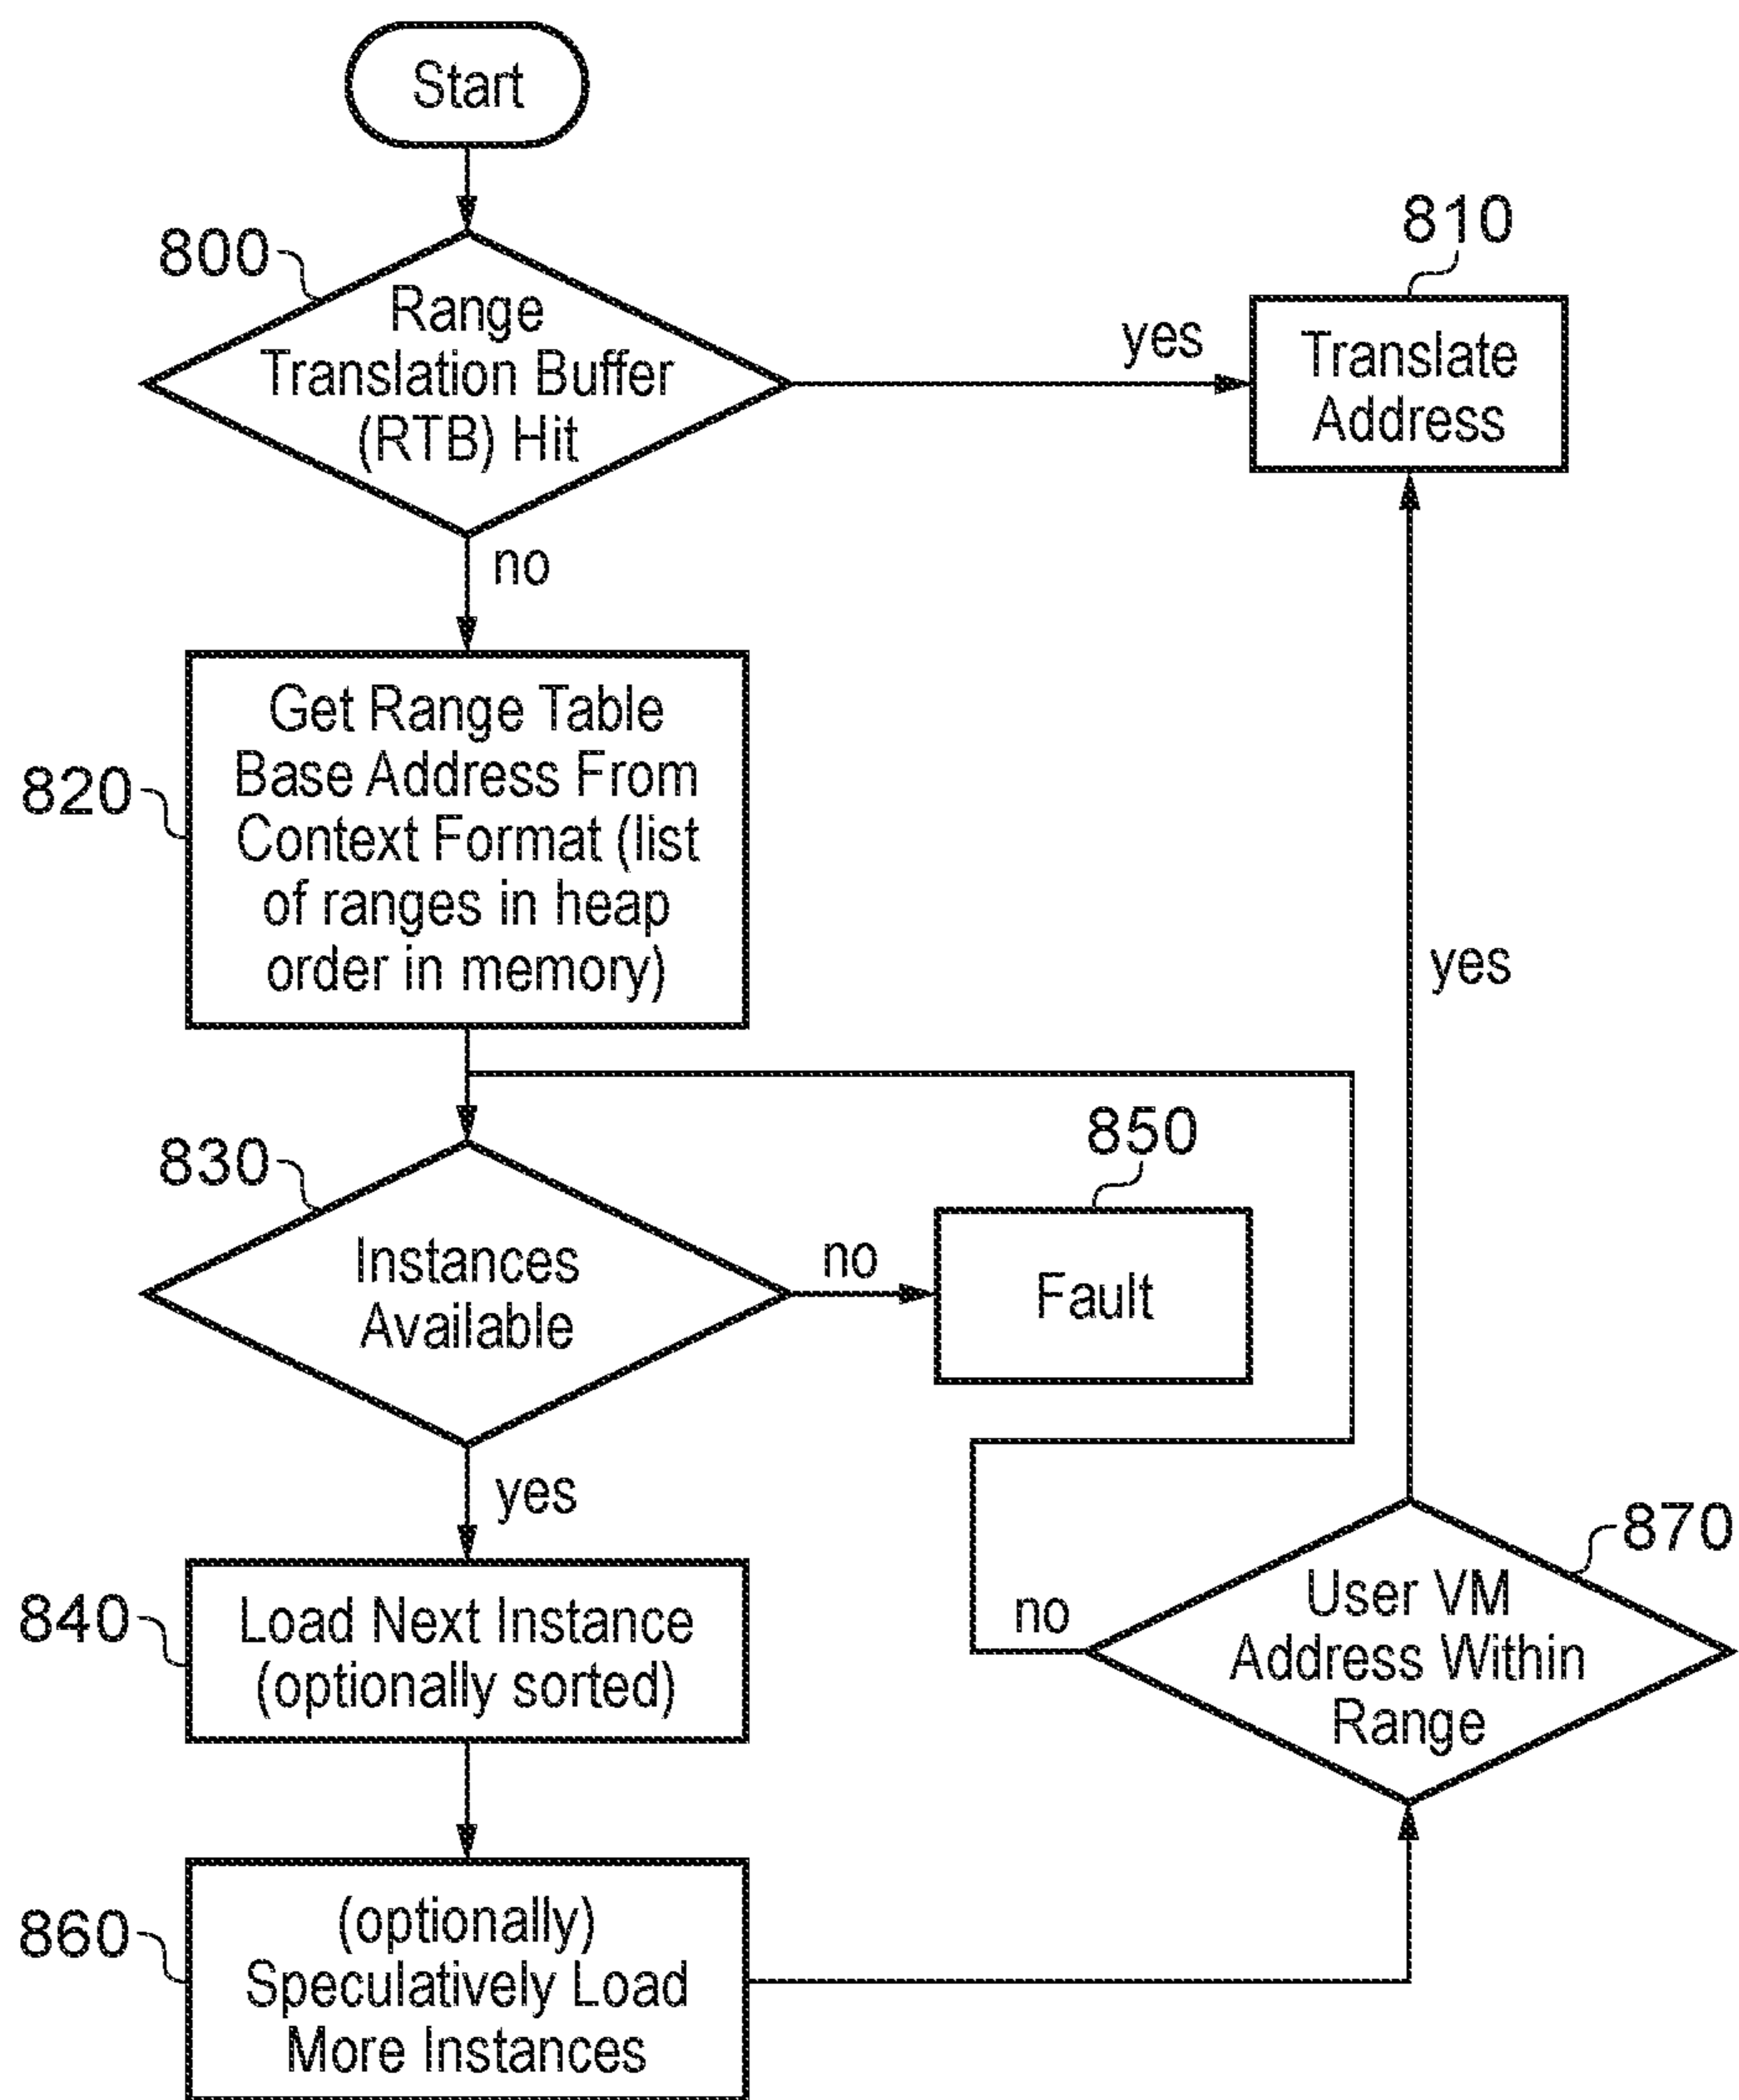 Start
800
Range
Translation Buffer
(RTB) Hit
yes
810
Translate
Address
no
820
Get Range Table
Base Address From
Context Format (list
of ranges in heap
order in memory)
yes
830
Instances
Available
no
850
Fault
yes
840
Load Next Instance
(optionally sorted)
no
870
User VM
Address Within
Range
860
(optionally)
Speculatively Load
More Instances